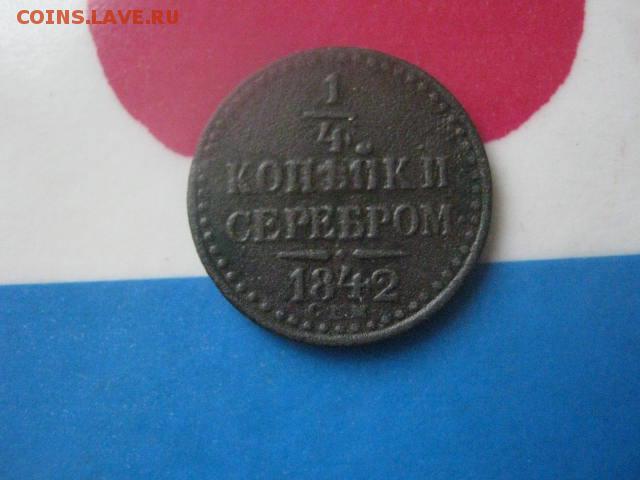 COINS.LAVE.RU
1
4
КОПѢЙКИ
СЕРЕБРОМ
1842